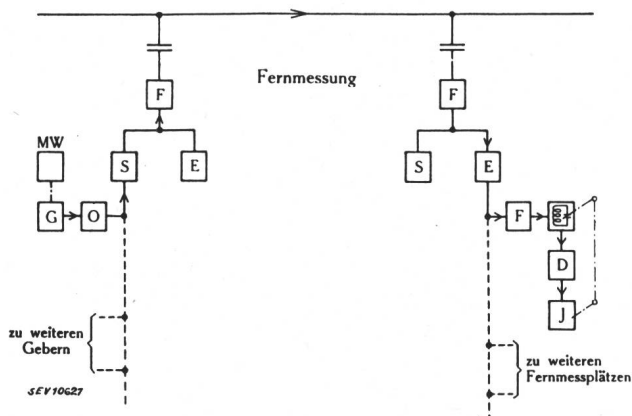 Fernmessung
F
F
MW
S
E
S
E
G
O
F
D
J
zu weiteren
Gebern
zu weiteren
Fernmessplätzen
SEV10627